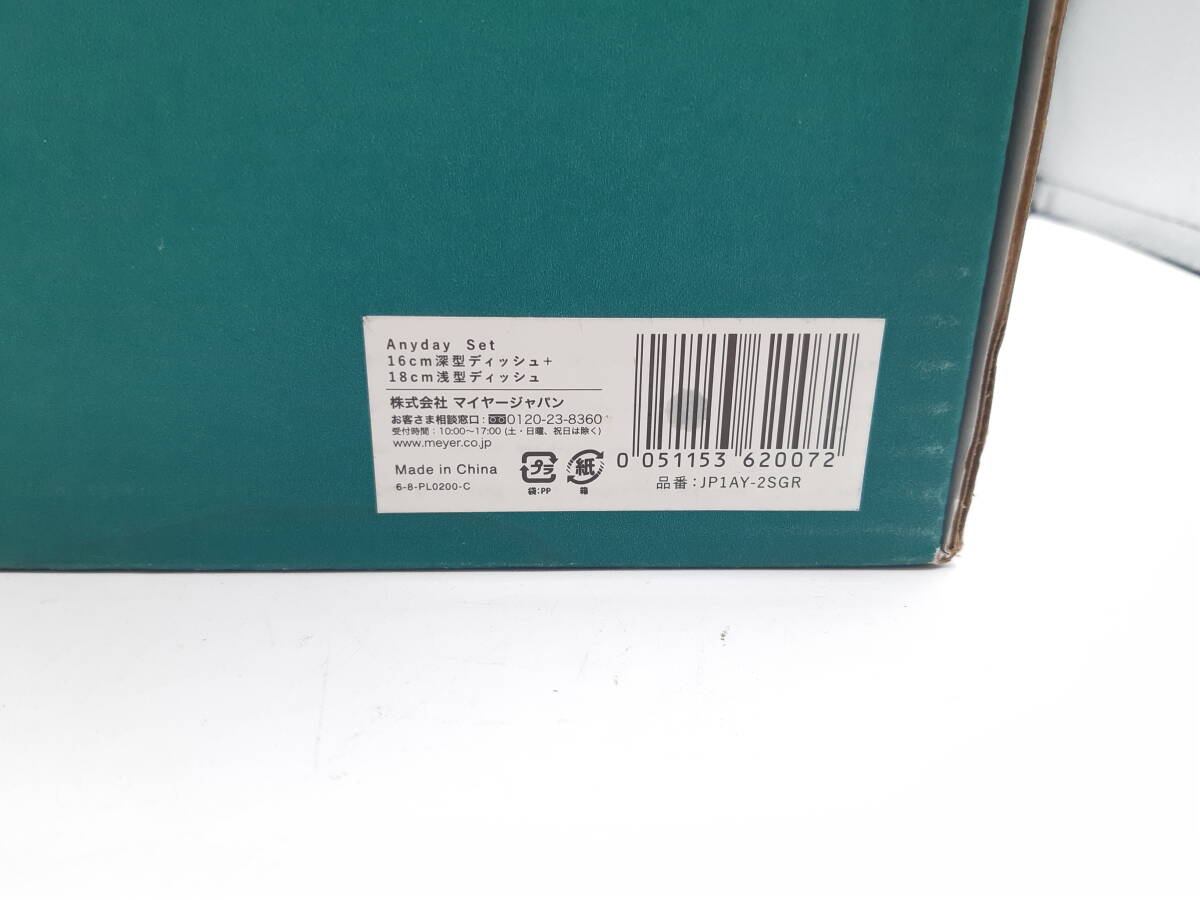 Anyday Set
16cm深型ディッシュ+
18cm浅型ディッシュ
株式会社 マイヤージャパン
お客さま相談窓口:0120-23-8360
受付時間:10:00〜17:00 (土・日曜、祝日は除く)
www.meyer.co.jp
Made in China
6-8-PL0200-C
プラ
袋:PP
紙
箱
0 051153 620072
品番:JP1AY-2SGR